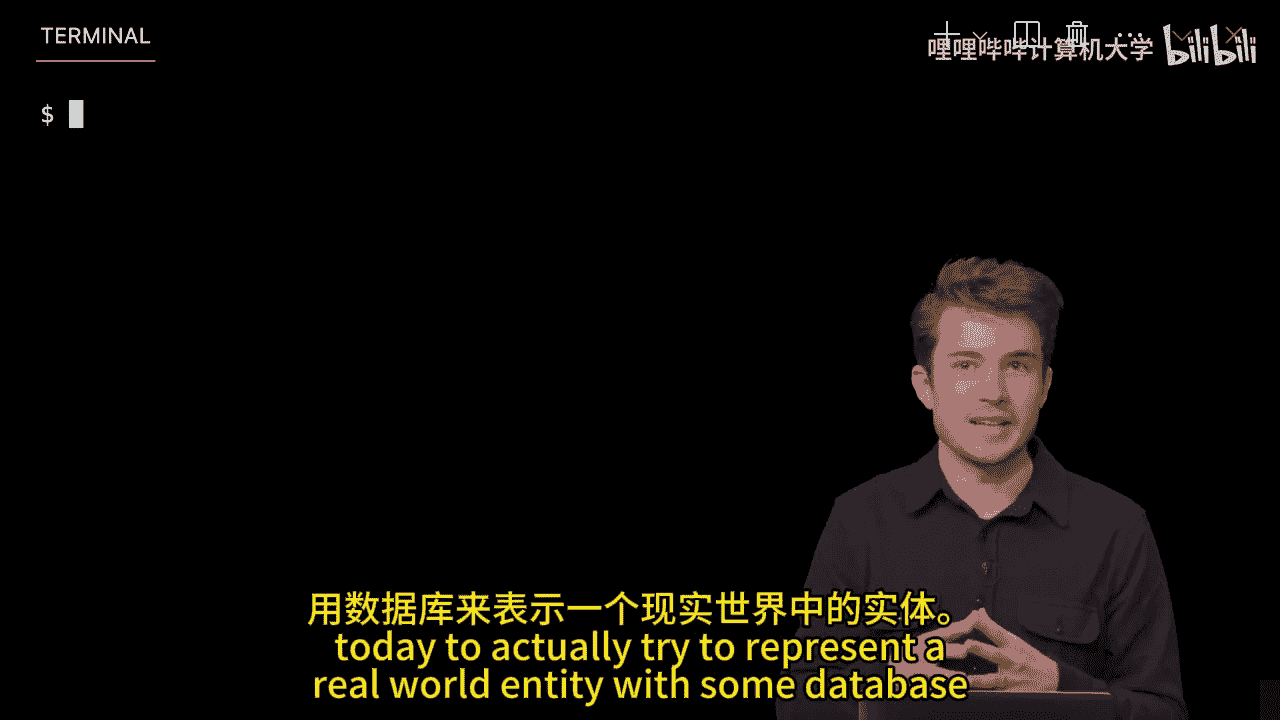 TERMINAL
哩哩哔哔计算机大学 bilibili
$
用数据库来表示一个现实世界中的实体。
today to actually try to represent a
real world entity with some database